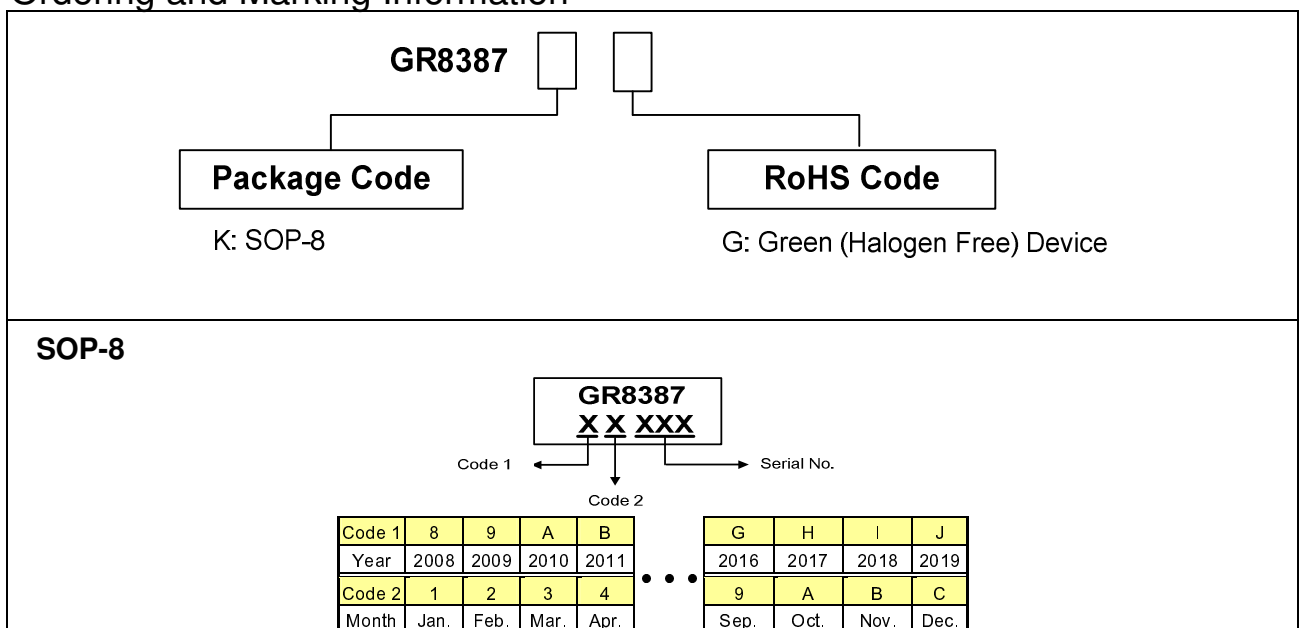 Ordering and Marking Information
GR8387
Package Code
RoHS Code
K: SOP-8
G: Green (Halogen Free) Device
SOP-8
GR8387
X X XXX
Code 1
Serial No.
Code 2
Code 1 8 9 A B G H I J
Year 2008 2009 2010 2011 • • • 2016 2017 2018 2019
Code 2 1 2 3 4 9 A B C
Month Jan. Feb. Mar. Apr. Sep. Oct. Nov. Dec.